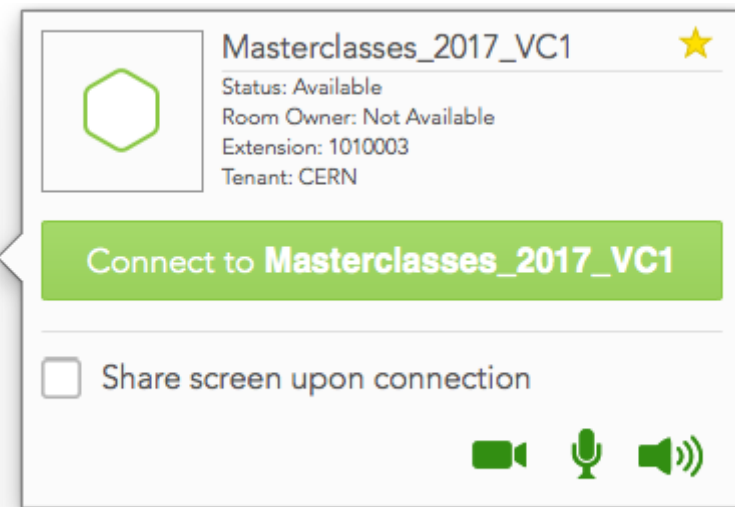 Masterclasses_2017_VC1
Status: Available
Room Owner: Not Available
Extension: 1010003
Tenant: CERN
Connect to Masterclasses_2017_VC1
Share screen upon connection